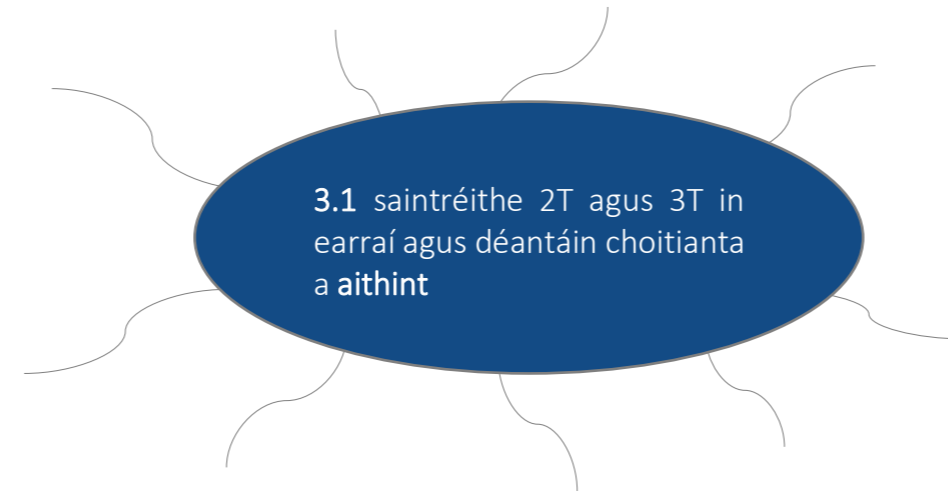 3.1 saintréithe 2T agus 3T in
earraí agus déantáin choitianta
a aithint